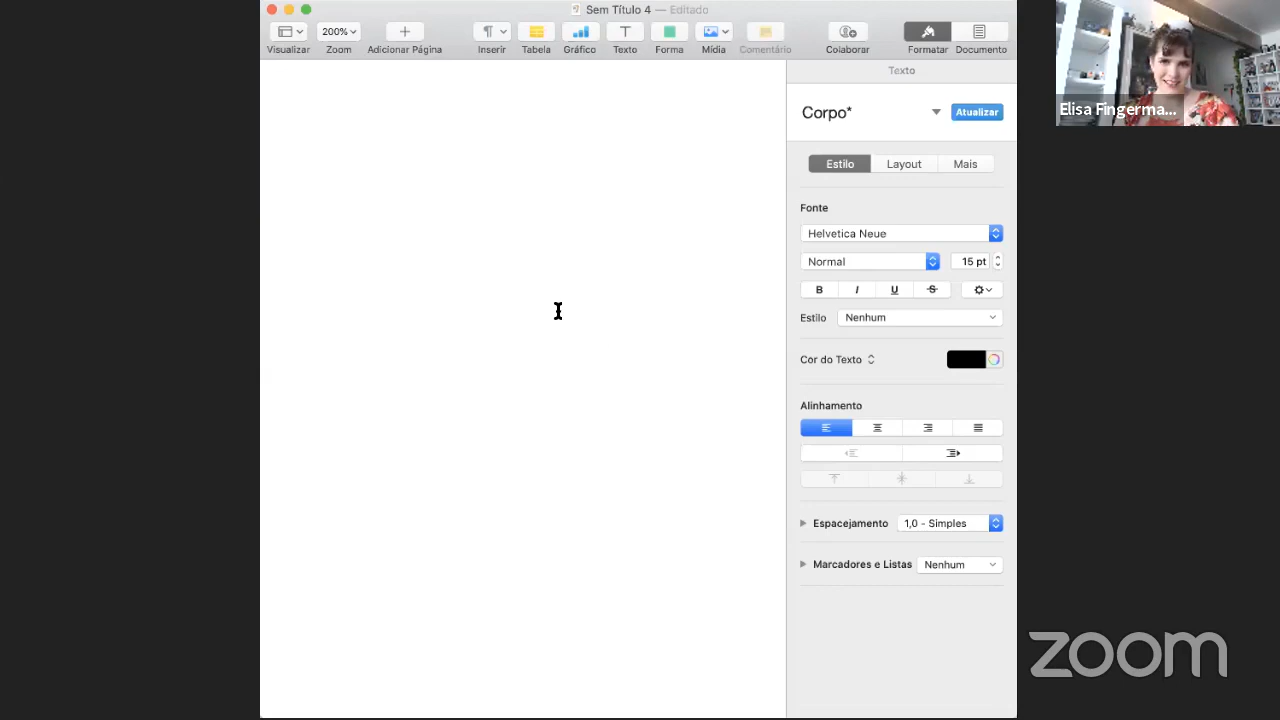 Sem Título 4 — Editado
Visualizar
200%
Zoom
Adicionar Página
Inserir
Tabela
Gráfico
Texto
Forma
Mídia
Comentário
Colaborar
Formatar
Documento
Texto
Corpo*
Atualizar
Estilo
Layout
Mais
Fonte
Helvetica Neue
Normal
15 pt
B I U S
Estilo
Nenhum
Cor do Texto
Alinhamento
Espacejamento
1,0 - Simples
Marcadores e Listas
Nenhum
Elisa Fingerma...
zoom